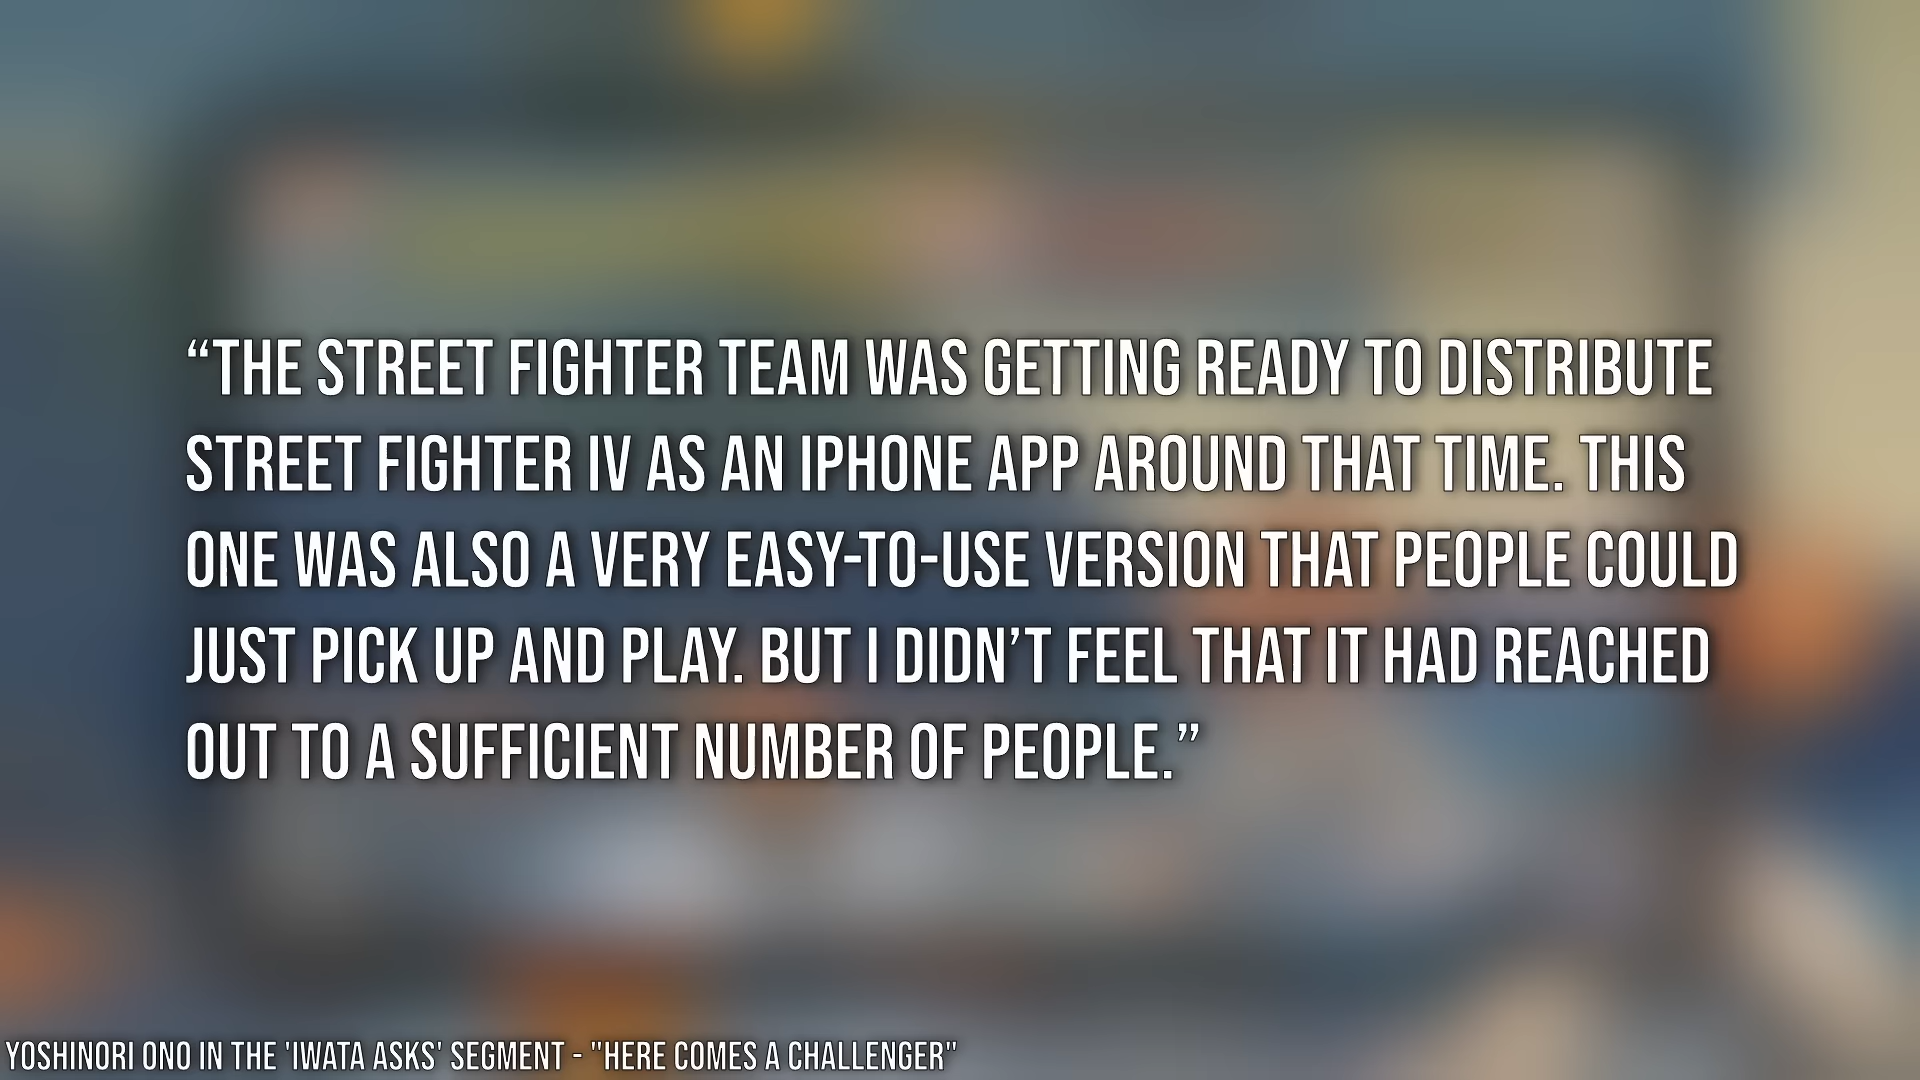 “THE STREET FIGHTER TEAM WAS GETTING READY TO DISTRIBUTE
STREET FIGHTER IV AS AN IPHONE APP AROUND THAT TIME. THIS
ONE WAS ALSO A VERY EASY-TO-USE VERSION THAT PEOPLE COULD
JUST PICK UP AND PLAY. BUT I DIDN’T FEEL THAT IT HAD REACHED
OUT TO A SUFFICIENT NUMBER OF PEOPLE.”
YOSHINORI ONO IN THE 'IWATA ASKS' SEGMENT - "HERE COMES A CHALLENGER"